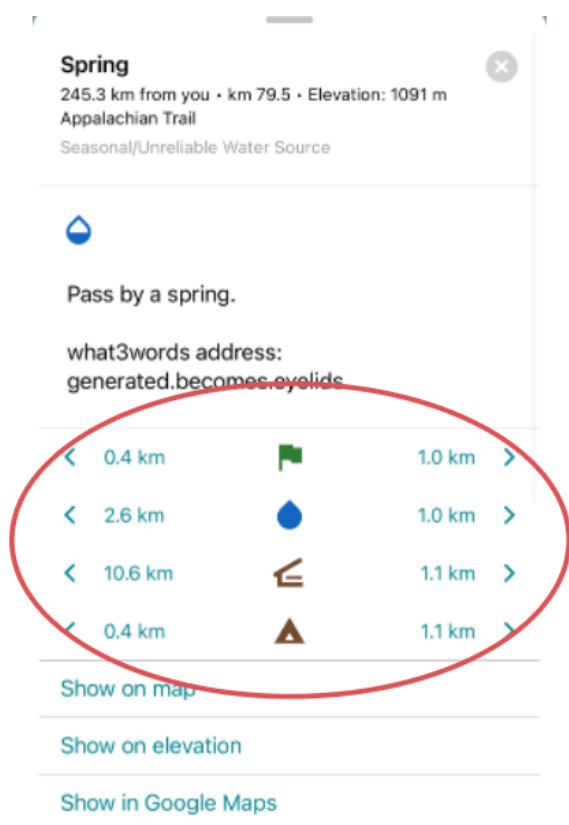 Spring
245.3 km from you • km 79.5 • Elevation: 1091 m
Appalachian Trail
Seasonal/Unreliable Water Source
Pass by a spring.
what3words address:
generated.becomes.eyelids
0.4 km 1.0 km
2.6 km 1.0 km
10.6 km 1.1 km
0.4 km 1.1 km
Show on map
Show on elevation
Show in Google Maps